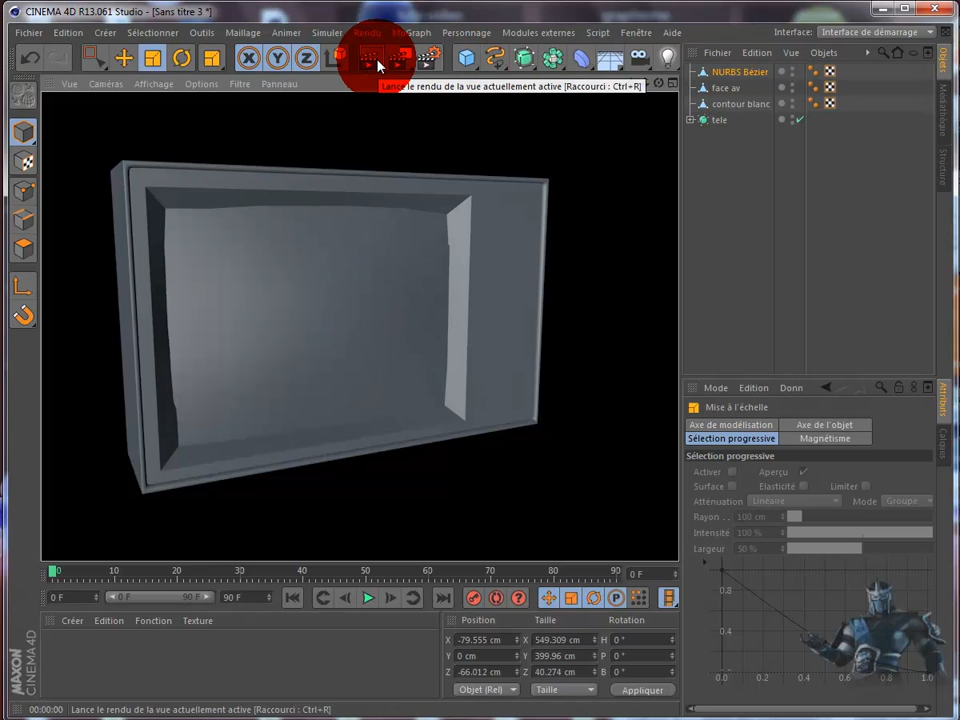 CINEMA 4D R13.061 Studio - [Sans titre 3 *]
Fichier Edition Créer Sélectionner Outils Maillage Animer Simuler Rendu MoGraph Personnage Modules externes Script Fenêtre Aide Interface: Interface de démarrage
X Y Z
Fichier Edition Vue Objets
Vue Caméras Affichage Options Filtre Panneau
Lance le rendu de la vue actuellement active [Raccourci : Ctrl+R]
NURBS Bézier
face av
contour blanc
tele
Objets
Médiathèque
Structure
Mode Edition Donn
Mise à l'échelle
Axe de modélisation Axe de l'objet
Sélection progressive Magnétisme
Sélection progressive
Activer Aperçu
Surface Elasticité Limiter
Atténuation Linéaire Mode Groupe
Rayon . . 100 cm
Intensité 100 %
Largeur 50 %
0.8
0.4
0.0 0.2 0.4 0.6 0.8 1.0
Attributs
Calques
0 10 20 30 40 50 60 70 80 90 0 F
0 F 0 F 90 F 90 F
Créer Edition Fonction Texture
Position Taille Rotation
X -79.555 cm X 549.309 cm H 0 °
Y 0 cm Y 399.96 cm P 0 °
Z -66.012 cm Z 40.274 cm B 0 °
Objet (Rel) Taille Appliquer
MAXON
CINEMA 4D
00:00:00 Lance le rendu de la vue actuellement active [Raccourci : Ctrl+R]